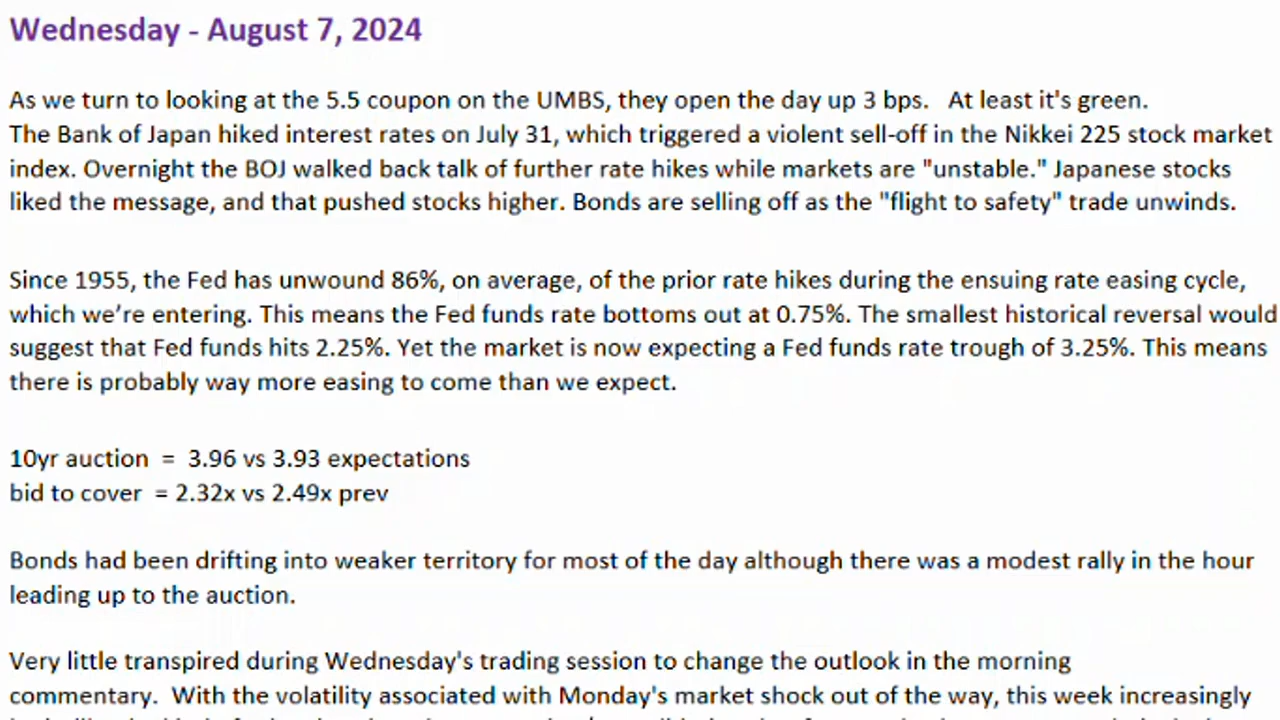 Wednesday - August 7, 2024
As we turn to looking at the 5.5 coupon on the UMBS, they open the day up 3 bps.   At least it's green.
The Bank of Japan hiked interest rates on July 31, which triggered a violent sell-off in the Nikkei 225 stock market
index. Overnight the BOJ walked back talk of further rate hikes while markets are "unstable." Japanese stocks
liked the message, and that pushed stocks higher. Bonds are selling off as the "flight to safety" trade unwinds.
Since 1955, the Fed has unwound 86%, on average, of the prior rate hikes during the ensuing rate easing cycle,
which we’re entering. This means the Fed funds rate bottoms out at 0.75%. The smallest historical reversal would
suggest that Fed funds hits 2.25%. Yet the market is now expecting a Fed funds rate trough of 3.25%. This means
there is probably way more easing to come than we expect.
10yr auction  =  3.96 vs 3.93 expectations
bid to cover  = 2.32x vs 2.49x prev
Bonds had been drifting into weaker territory for most of the day although there was a modest rally in the hour
leading up to the auction.
Very little transpired during Wednesday's trading session to change the outlook in the morning
commentary.  With the volatility associated with Monday's market shock out of the way, this week increasingly